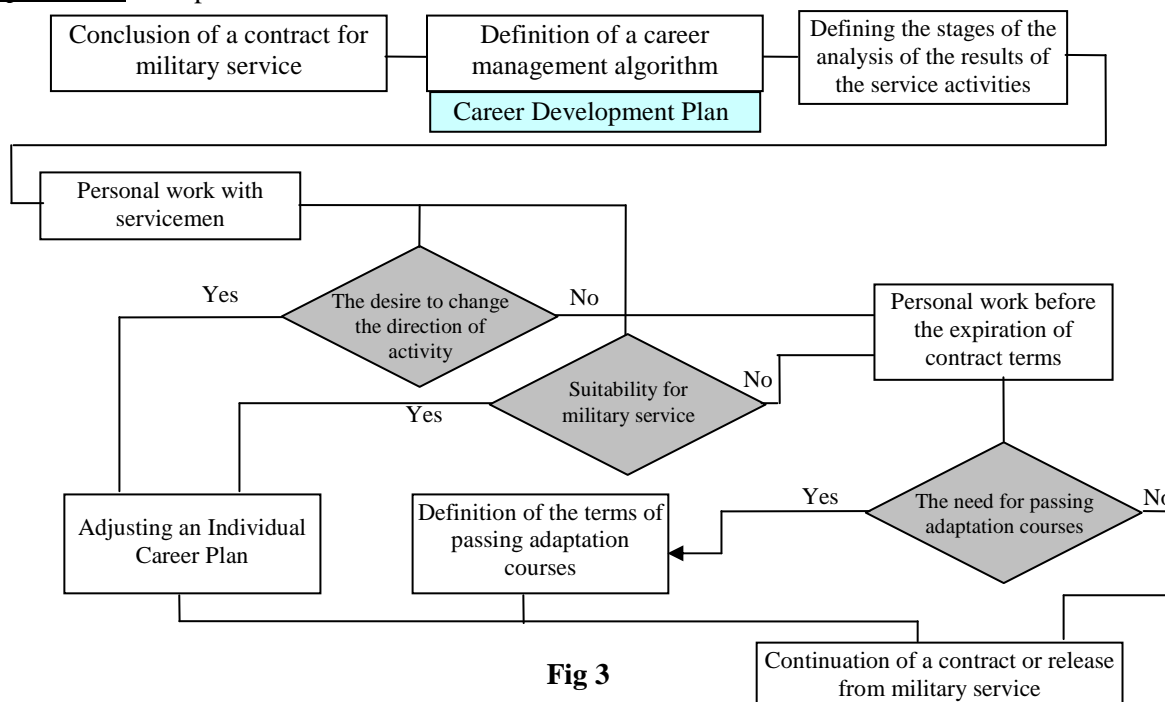 Conclusion of a contract for
military service
Definition of a career
management algorithm
Career Development Plan
Defining the stages of the
analysis of the results of
the service activities
Personal work with
servicemen
Yes
The desire to change
the direction of
activity
No
Personal work before
the expiration of
contract terms
Yes
Suitability for
military service
No
Adjusting an Individual
Career Plan
Definition of the terms of
passing adaptation
courses
Yes
The need for passing
adaptation courses
No
Fig 3
Continuation of a contract or release
from military service